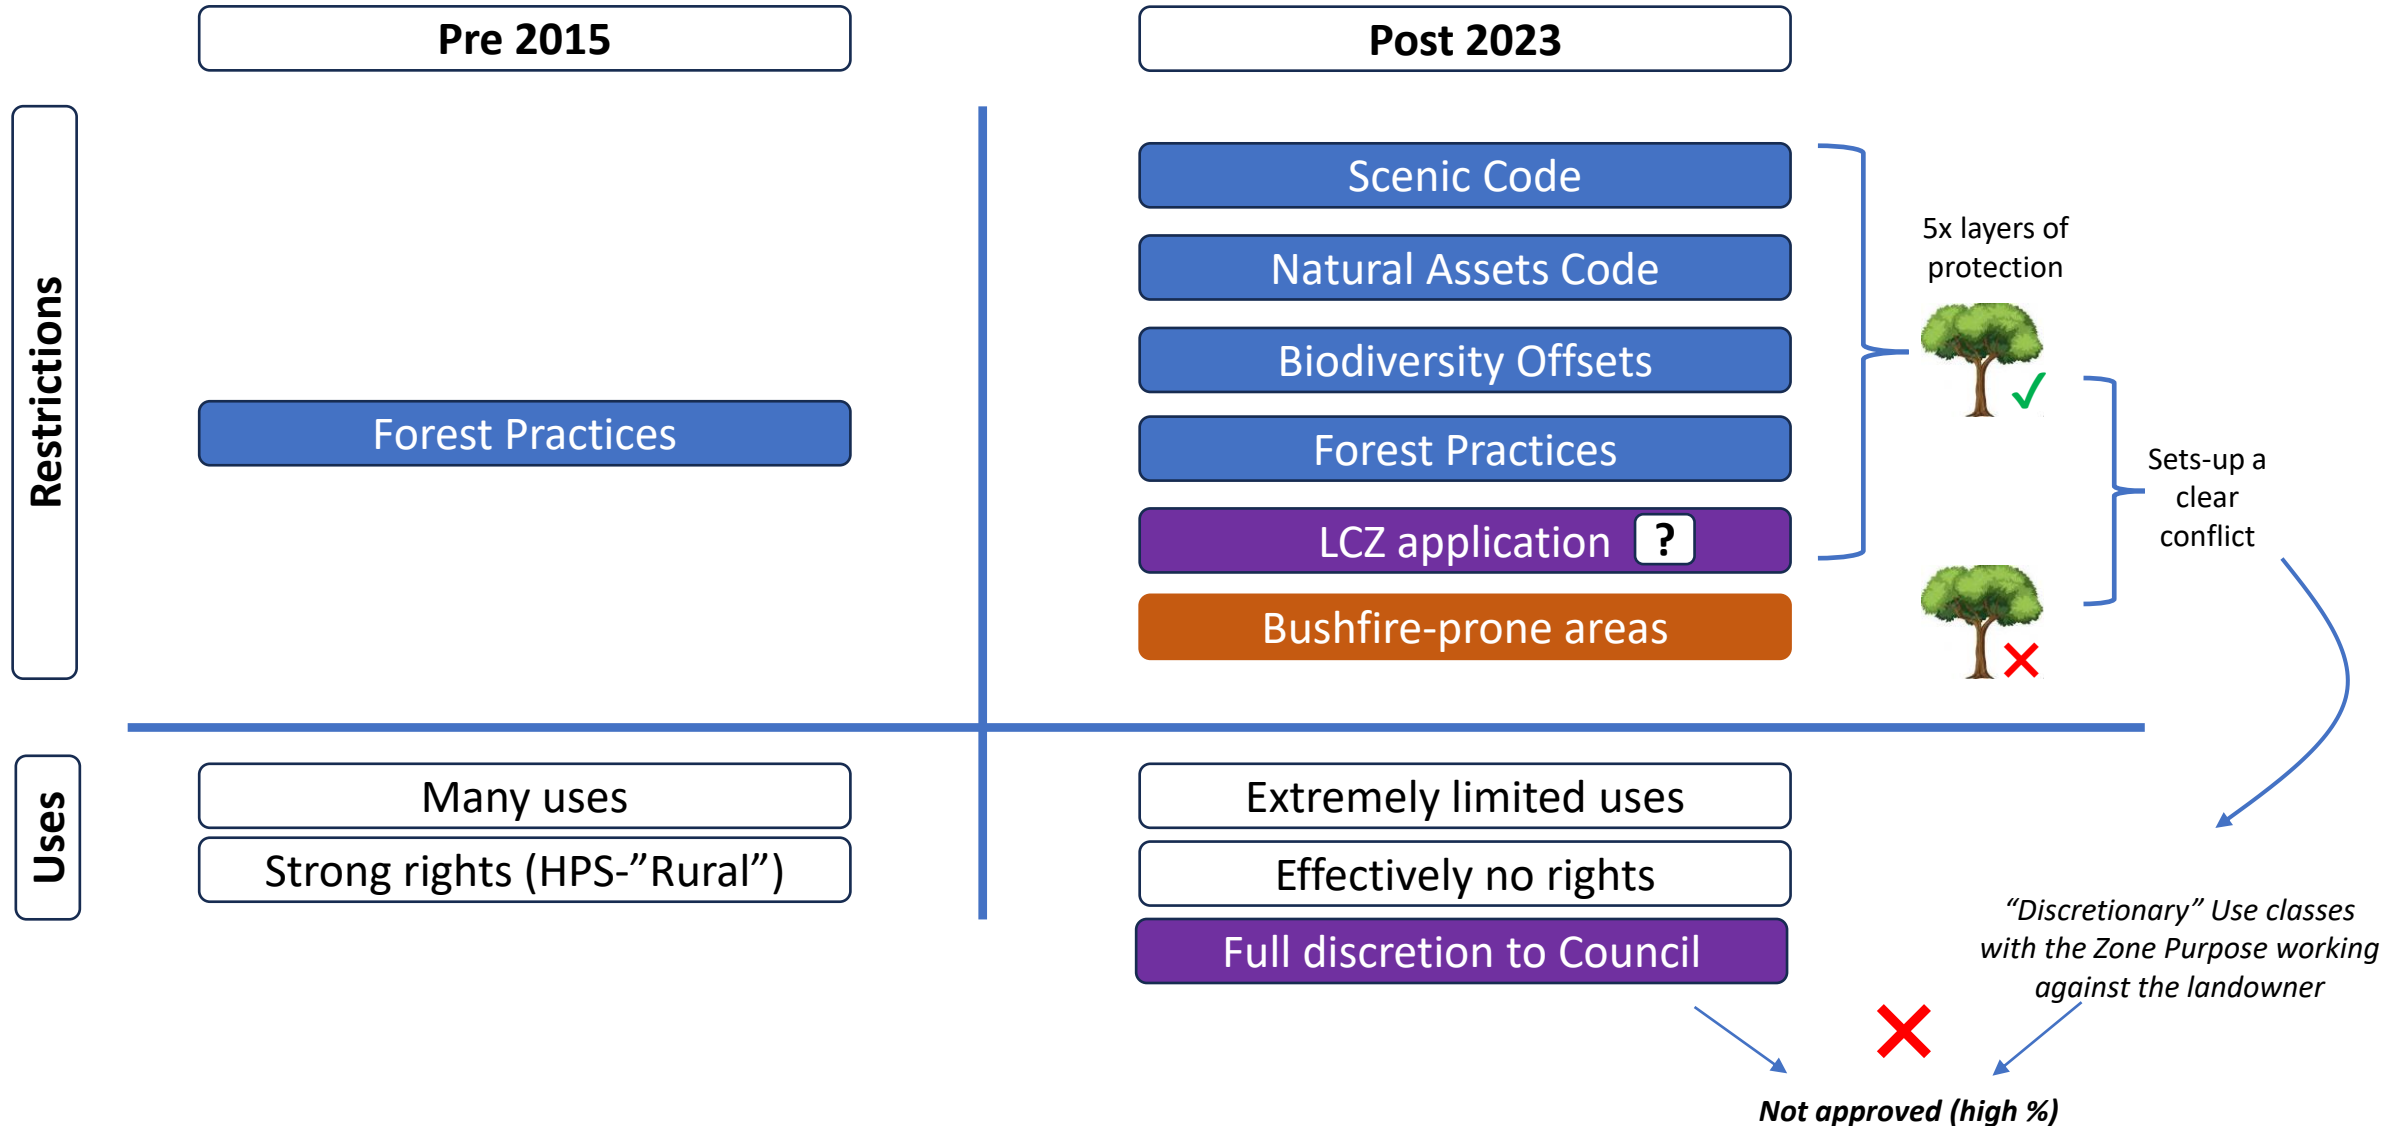 Pre 2015
Post 2023
Restrictions
Forest Practices
Scenic Code
Natural Assets Code
Biodiversity Offsets
Forest Practices
LCZ application ?
Bushfire-prone areas
5x layers of
protection
Sets-up a
clear
conflict
Uses
Many uses
Strong rights (HPS-”Rural”)
Extremely limited uses
Effectively no rights
Full discretion to Council
“Discretionary” Use classes
with the Zone Purpose working
against the landowner
Not approved (high %)